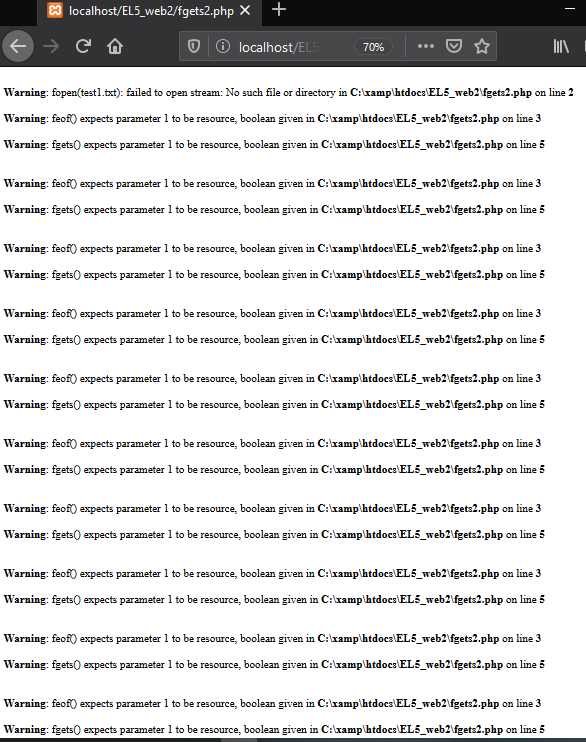 localhost/EL5_web2/fgets2.php
localhost/EL5
70%
Warning: fopen(test1.txt): failed to open stream: No such file or directory in C:\xamp\htdocs\EL5_web2\fgets2.php on line 2
Warning: feof() expects parameter 1 to be resource, boolean given in C:\xamp\htdocs\EL5_web2\fgets2.php on line 3
Warning: fgets() expects parameter 1 to be resource, boolean given in C:\xamp\htdocs\EL5_web2\fgets2.php on line 5
Warning: feof() expects parameter 1 to be resource, boolean given in C:\xamp\htdocs\EL5_web2\fgets2.php on line 3
Warning: fgets() expects parameter 1 to be resource, boolean given in C:\xamp\htdocs\EL5_web2\fgets2.php on line 5
Warning: feof() expects parameter 1 to be resource, boolean given in C:\xamp\htdocs\EL5_web2\fgets2.php on line 3
Warning: fgets() expects parameter 1 to be resource, boolean given in C:\xamp\htdocs\EL5_web2\fgets2.php on line 5
Warning: feof() expects parameter 1 to be resource, boolean given in C:\xamp\htdocs\EL5_web2\fgets2.php on line 3
Warning: fgets() expects parameter 1 to be resource, boolean given in C:\xamp\htdocs\EL5_web2\fgets2.php on line 5
Warning: feof() expects parameter 1 to be resource, boolean given in C:\xamp\htdocs\EL5_web2\fgets2.php on line 3
Warning: fgets() expects parameter 1 to be resource, boolean given in C:\xamp\htdocs\EL5_web2\fgets2.php on line 5
Warning: feof() expects parameter 1 to be resource, boolean given in C:\xamp\htdocs\EL5_web2\fgets2.php on line 3
Warning: fgets() expects parameter 1 to be resource, boolean given in C:\xamp\htdocs\EL5_web2\fgets2.php on line 5
Warning: feof() expects parameter 1 to be resource, boolean given in C:\xamp\htdocs\EL5_web2\fgets2.php on line 3
Warning: fgets() expects parameter 1 to be resource, boolean given in C:\xamp\htdocs\EL5_web2\fgets2.php on line 5
Warning: feof() expects parameter 1 to be resource, boolean given in C:\xamp\htdocs\EL5_web2\fgets2.php on line 3
Warning: fgets() expects parameter 1 to be resource, boolean given in C:\xamp\htdocs\EL5_web2\fgets2.php on line 5
Warning: feof() expects parameter 1 to be resource, boolean given in C:\xamp\htdocs\EL5_web2\fgets2.php on line 3
Warning: fgets() expects parameter 1 to be resource, boolean given in C:\xamp\htdocs\EL5_web2\fgets2.php on line 5
Warning: feof() expects parameter 1 to be resource, boolean given in C:\xamp\htdocs\EL5_web2\fgets2.php on line 3
Warning: fgets() expects parameter 1 to be resource, boolean given in C:\xamp\htdocs\EL5_web2\fgets2.php on line 5